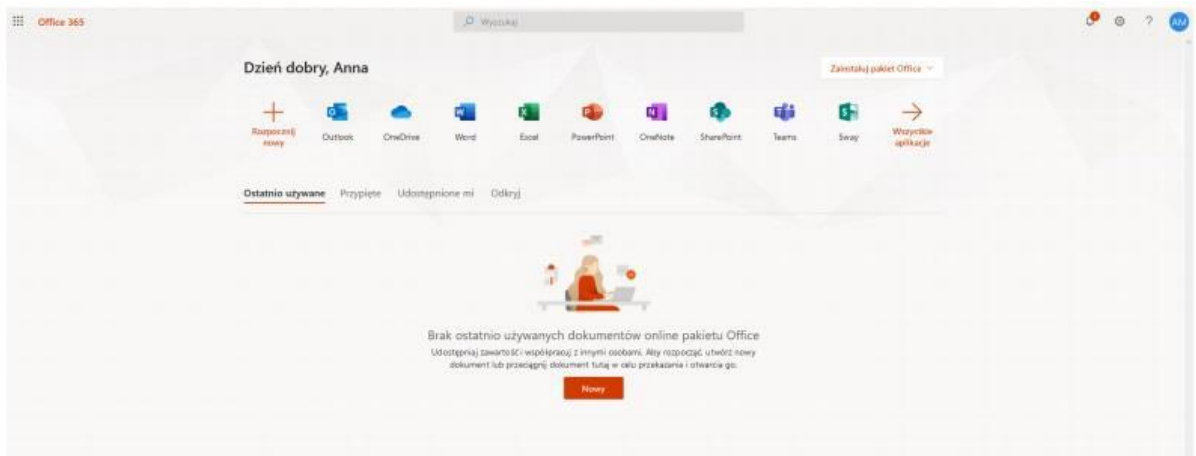 Office 365
Wyszukaj
?
AM
Dzień dobry, Anna
Zainstaluj pakiet Office
Rozpocznij
nowy
Outlook
OneDrive
Word
Excel
PowerPoint
OneNote
SharePoint
Teams
Sway
Wszystkie
aplikacje
Ostatnio używane Przypięte Udostępnione mi Odkryj
Brak ostatnio używanych dokumentów online pakietu Office
Udostępniaj zawartość i współpracuj z innymi osobami. Aby rozpocząć, utwórz nowy
dokument lub przeciągnij dokument tutaj w celu przekazania i otwarcia go.
Nowy